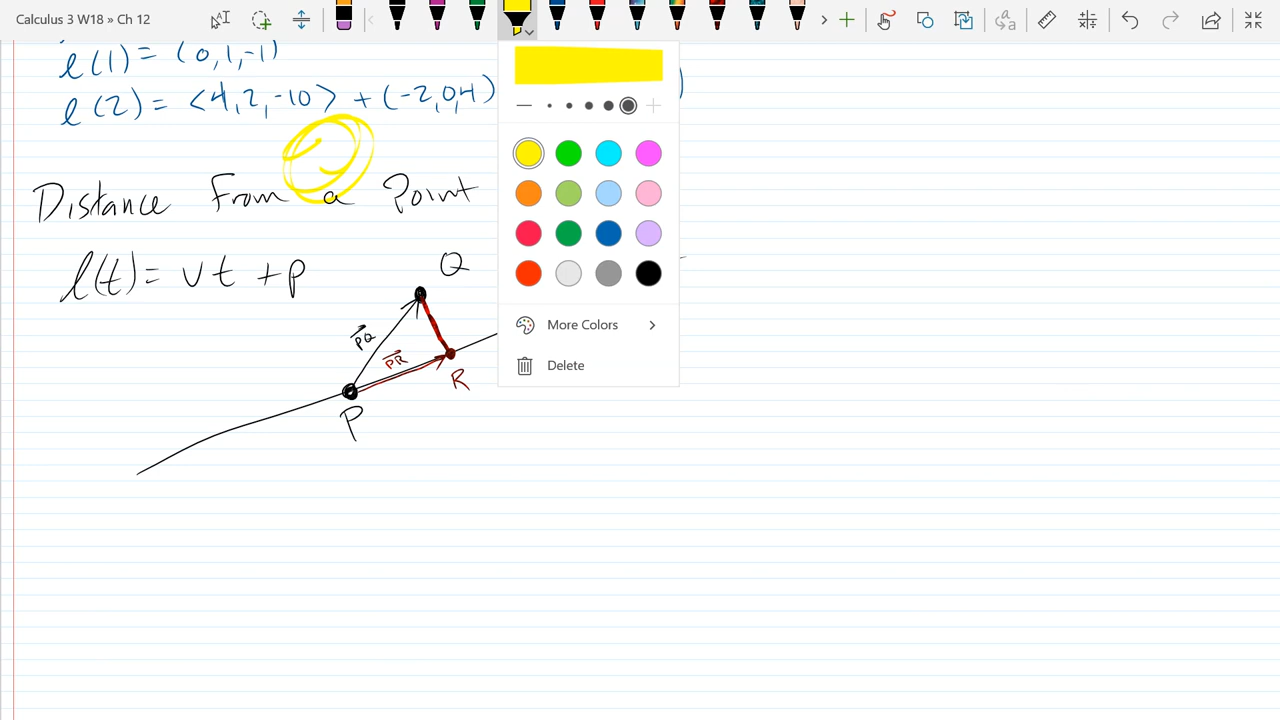 Calculus 3 W18 » Ch 12
ℓ(1) = (0,1,-1)
ℓ(2) = <4,2,-10> + (-2,0,4)
Distance From a Point
ℓ(t) = vt + p
Q
PQ
PR
R
P
More Colors
Delete